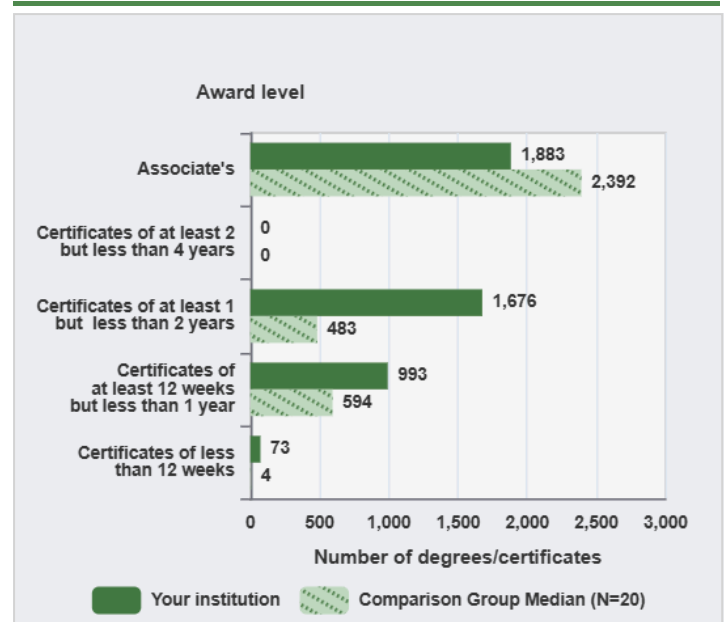 Award level
Associate's
1,883
2,392
Certificates of at least 2
but less than 4 years
0
0
Certificates of at least 1
but less than 2 years
1,676
483
Certificates of
at least 12 weeks
but less than 1 year
993
594
Certificates of less
than 12 weeks
73
4
0 500 1,000 1,500 2,000 2,500 3,000
Number of degrees/certificates
Your institution Comparison Group Median (N=20)